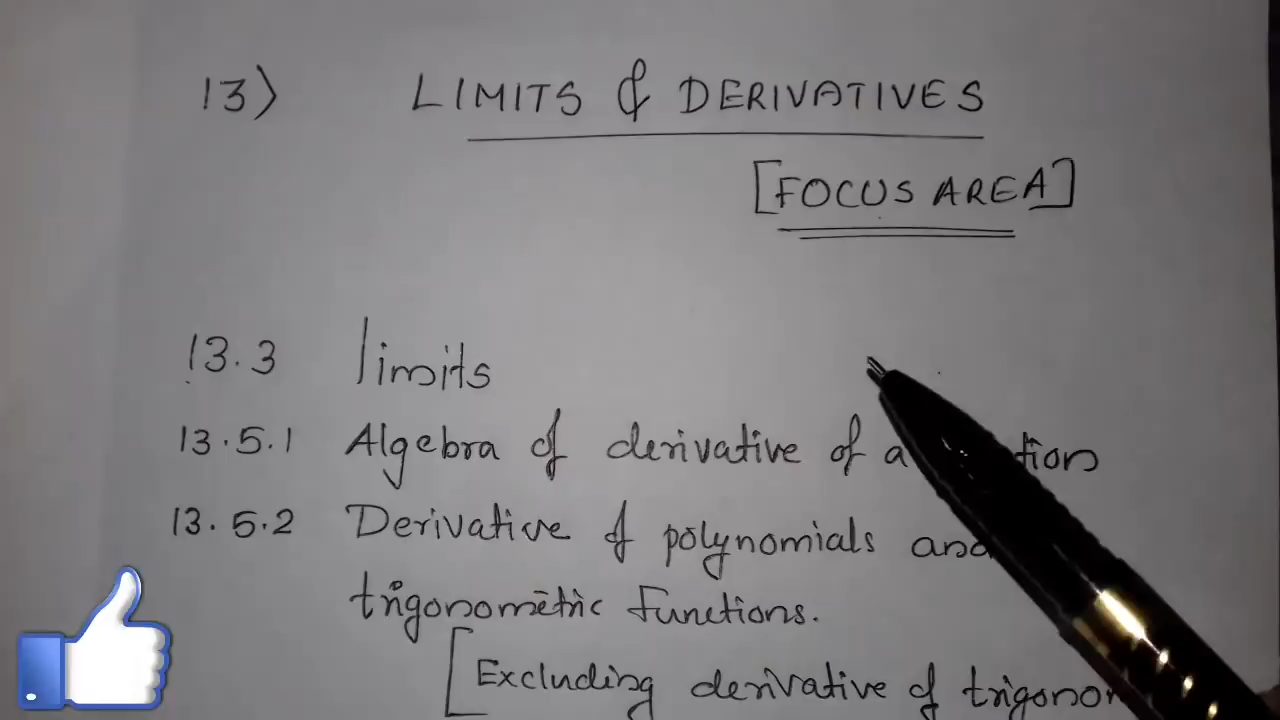 13) LIMITS & DERIVATIVES
[FOCUS AREA]
13.3 limits
13.5.1 Algebra of derivative of a
13.5.2 Derivative of polynomials and
trigonometric Functions.
[Excluding derivative of